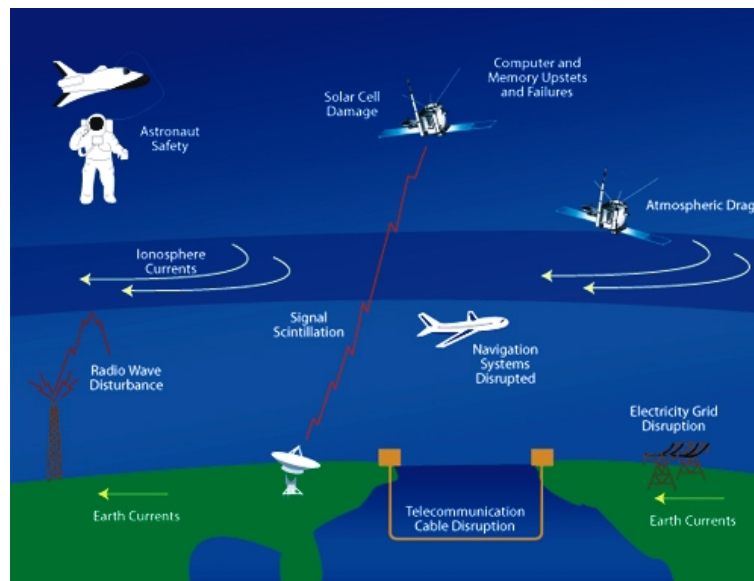 Computer and
Memory Upstets
and Failures
Solar Cell
Damage
Astronaut
Safety
Atmospheric Drag
Ionosphere
Currents
Signal
Scintillation
Navigation
Systems
Disrupted
Radio Wave
Disturbance
Electricity Grid
Disruption
Earth Currents
Telecommunication
Cable Disruption
Earth Currents